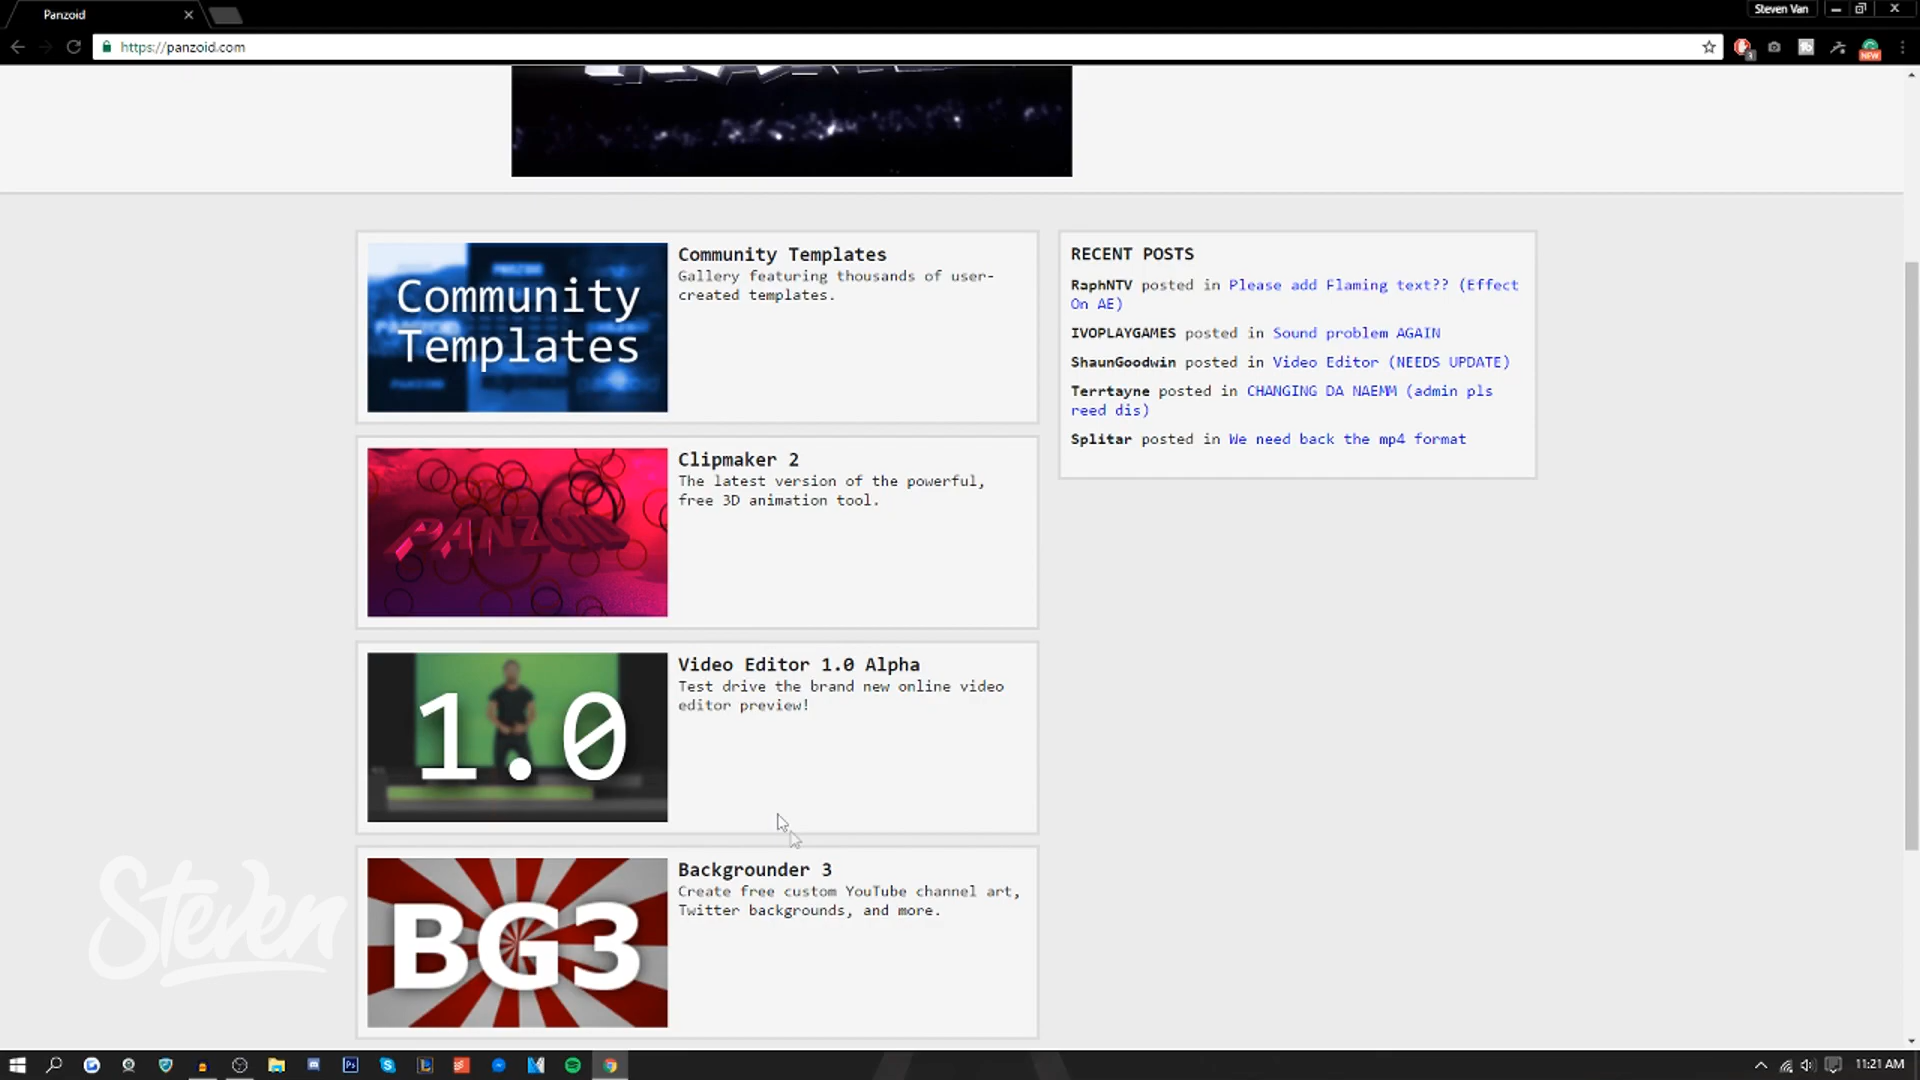 Panzoid
Steven Van
https://panzoid.com
Community
Templates
Community Templates
Gallery featuring thousands of user-
created templates.
PANZOID
Clipmaker 2
The latest version of the powerful,
free 3D animation tool.
1.0
Video Editor 1.0 Alpha
Test drive the brand new online video
editor preview!
BG3
Backgrounder 3
Create free custom YouTube channel art,
Twitter backgrounds, and more.
RECENT POSTS
RaphNTV posted in Please add Flaming text?? (Effect
On AE)
IVOPLAYGAMES posted in Sound problem AGAIN
ShaunGoodwin posted in Video Editor (NEEDS UPDATE)
Terrtayne posted in CHANGING DA NAEMM (admin pls
reed dis)
Splitar posted in We need back the mp4 format
Steven
11:21 AM